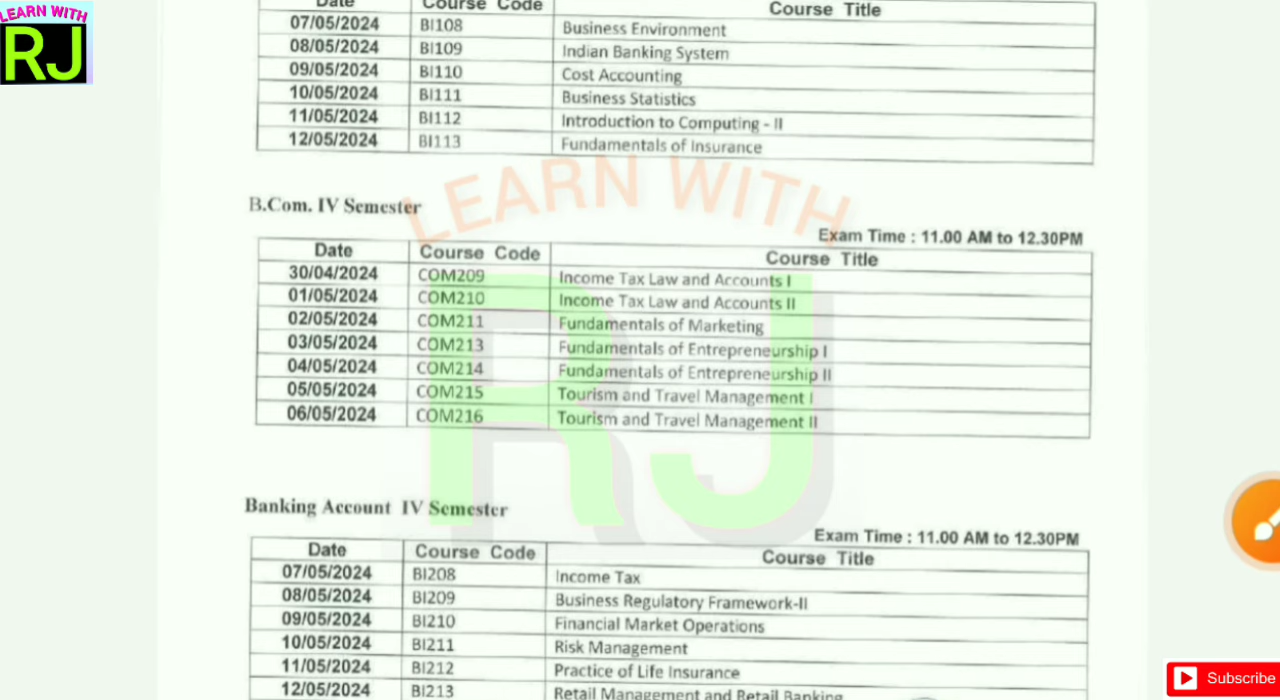 LEARN WITH
RJ
Date Course Code Course Title
07/05/2024 BI108 Business Environment
08/05/2024 BI109 Indian Banking System
09/05/2024 BI110 Cost Accounting
10/05/2024 BI111 Business Statistics
11/05/2024 BI112 Introduction to Computing - II
12/05/2024 BI113 Fundamentals of Insurance
LEARN WITH
RJ
B.Com. IV Semester
Exam Time : 11.00 AM to 12.30PM
Date Course Code Course Title
30/04/2024 COM209 Income Tax Law and Accounts I
01/05/2024 COM210 Income Tax Law and Accounts II
02/05/2024 COM211 Fundamentals of Marketing
03/05/2024 COM213 Fundamentals of Entrepreneurship I
04/05/2024 COM214 Fundamentals of Entrepreneurship II
05/05/2024 COM215 Tourism and Travel Management I
06/05/2024 COM216 Tourism and Travel Management II
Banking Account IV Semester
Exam Time : 11.00 AM to 12.30PM
Date Course Code Course Title
07/05/2024 BI208 Income Tax
08/05/2024 BI209 Business Regulatory Framework-II
09/05/2024 BI210 Financial Market Operations
10/05/2024 BI211 Risk Management
11/05/2024 BI212 Practice of Life Insurance
12/05/2024 BI213 Retail Management and Retail Banking
Subscribe